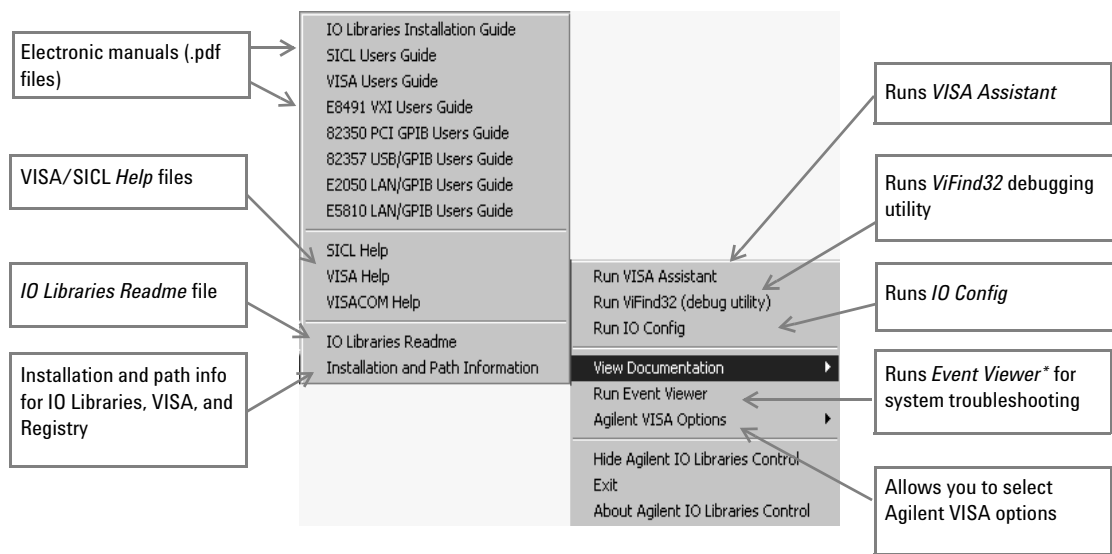 Electronic manuals (.pdf
files)
VISA/SICL Help files
IO Libraries Readme file
Installation and path info
for IO Libraries, VISA, and
Registry
IO Libraries Installation Guide
SICL Users Guide
VISA Users Guide
E8491 VXI Users Guide
82350 PCI GPIB Users Guide
82357 USB/GPIB Users Guide
E2050 LAN/GPIB Users Guide
E5810 LAN/GPIB Users Guide
SICL Help
VISA Help
VISACOM Help
IO Libraries Readme
Installation and Path Information
Run VISA Assistant
Run ViFind32 (debug utility)
Run IO Config
View Documentation
Run Event Viewer
Agilent VISA Options
Hide Agilent IO Libraries Control
Exit
About Agilent IO Libraries Control
Runs VISA Assistant
Runs ViFind32 debugging
utility
Runs IO Config
Runs Event Viewer* for
system troubleshooting
Allows you to select
Agilent VISA options